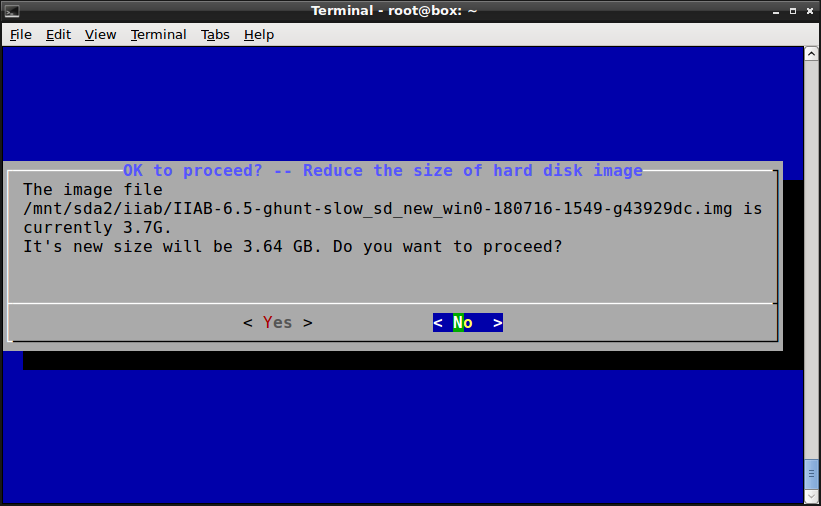 Terminal - root@box: ~
File Edit View Terminal Tabs Help
OK to proceed? -- Reduce the size of hard disk image
The image file
/mnt/sda2/iiab/IIAB-6.5-ghunt-slow_sd_new_win0-180716-1549-g43929dc.img is
currently 3.7G.
It's new size will be 3.64 GB. Do you want to proceed?
< Yes > < No >